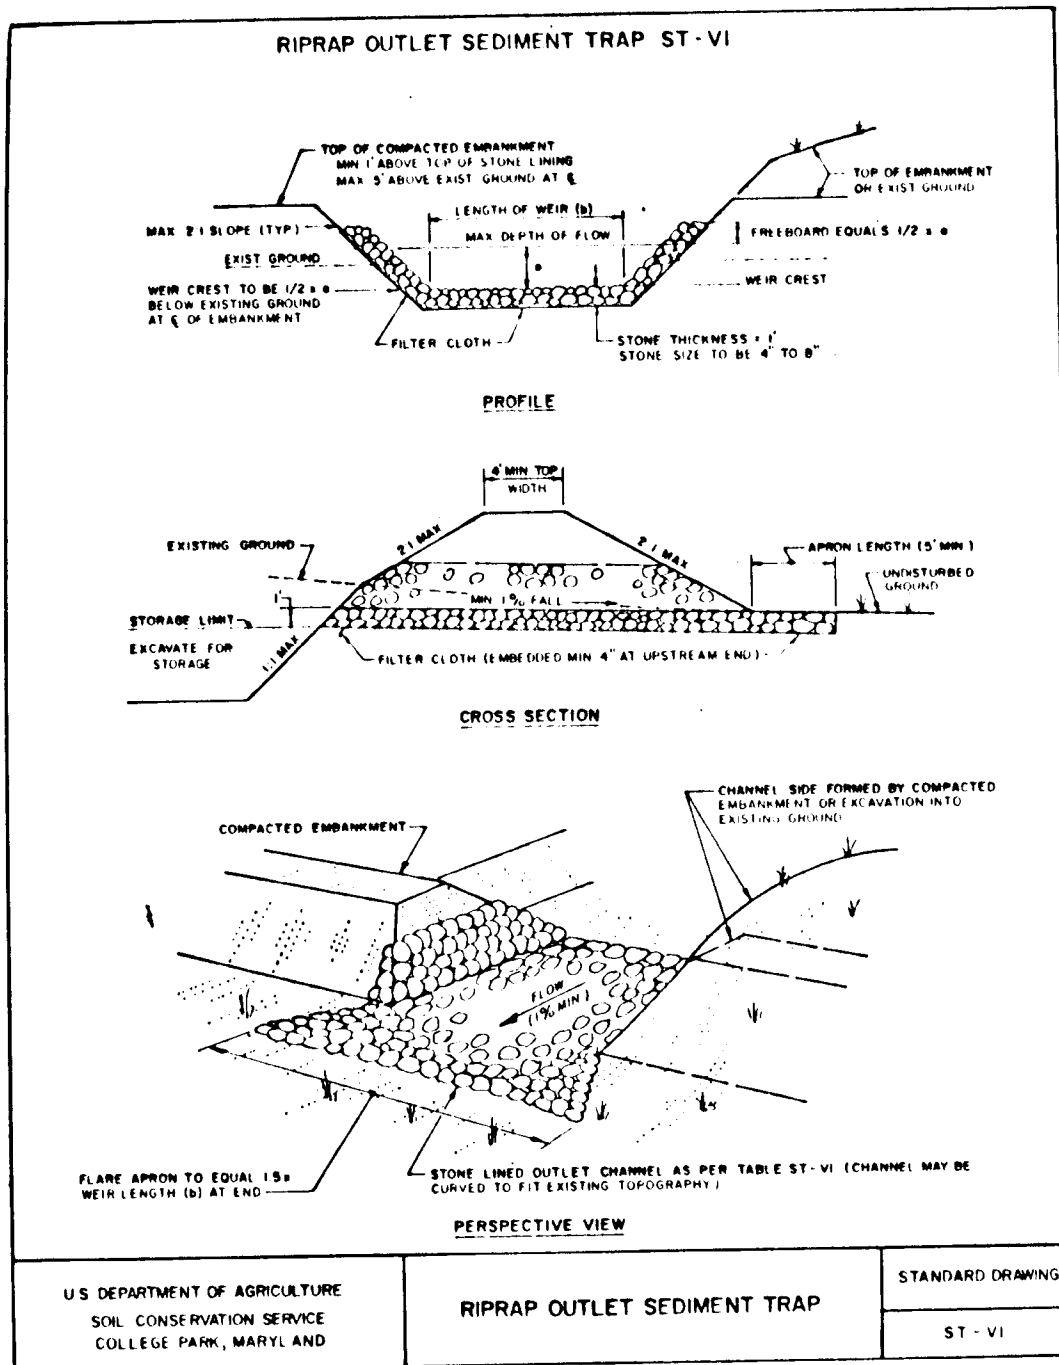 RIPRAP OUTLET SEDIMENT TRAP ST-VI
TOP OF COMPACTED EMBANKMENT
MIN 1' ABOVE TOP OF STONE LINING
MAX 5' ABOVE EXIST GROUND AT ℄
TOP OF EMBANKMENT
OR EXIST GROUND
LENGTH OF WEIR (b)
MAX 2:1 SLOPE (TYP)
MAX DEPTH OF FLOW
FREEBOARD EQUALS 1/2 x a
EXIST GROUND
a
WEIR CREST TO BE 1/2 x a
BELOW EXISTING GROUND
AT ℄ OF EMBANKMENT
WEIR CREST
FILTER CLOTH
STONE THICKNESS = 1'
STONE SIZE TO BE 4" TO 8"
PROFILE
4' MIN TOP
WIDTH
2:1 MAX
2:1 MAX
EXISTING GROUND
APRON LENGTH (5' MIN)
UNDISTURBED
GROUND
1'
MIN 1% FALL
STORAGE LIMIT
EXCAVATE FOR
STORAGE
1:1 MAX
FILTER CLOTH (EMBEDDED MIN 4" AT UPSTREAM END)
CROSS SECTION
CHANNEL SIDE FORMED BY COMPACTED
EMBANKMENT OR EXCAVATION INTO
EXISTING GROUND
COMPACTED EMBANKMENT
FLOW
(1% MIN)
FLARE APRON TO EQUAL 1.5 x
WEIR LENGTH (b) AT END
STONE LINED OUTLET CHANNEL AS PER TABLE ST-VI (CHANNEL MAY BE
CURVED TO FIT EXISTING TOPOGRAPHY)
PERSPECTIVE VIEW
U S DEPARTMENT OF AGRICULTURE
SOIL CONSERVATION SERVICE
COLLEGE PARK, MARYLAND
RIPRAP OUTLET SEDIMENT TRAP
STANDARD DRAWING
ST - VI